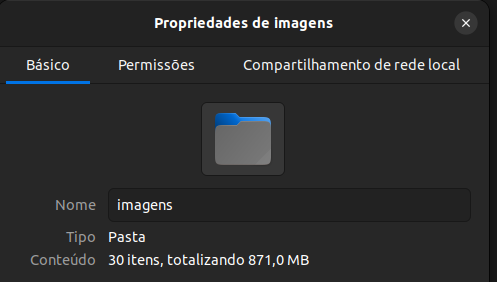 Propriedades de imagens
Básico Permissões Compartilhamento de rede local
Nome imagens
Tipo Pasta
Conteúdo 30 itens, totalizando 871,0 MB